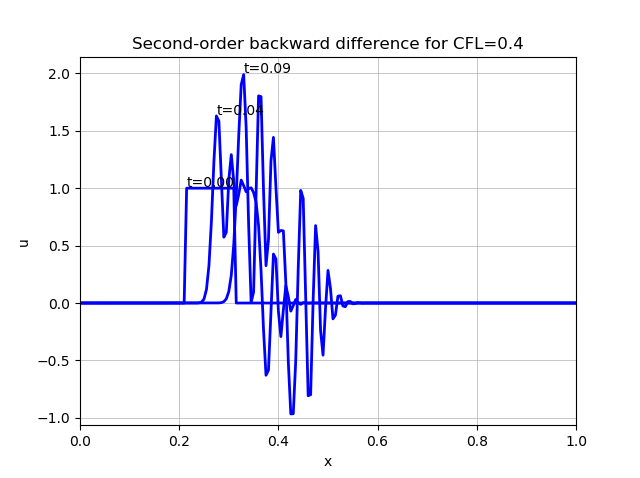 Second-order backward difference for CFL=0.4
2.0
1.5
1.0
0.5
0.0
−0.5
−1.0
u
t=0.09
t=0.04
t=0.00
0.0
0.2
0.4
0.6
0.8
1.0
x